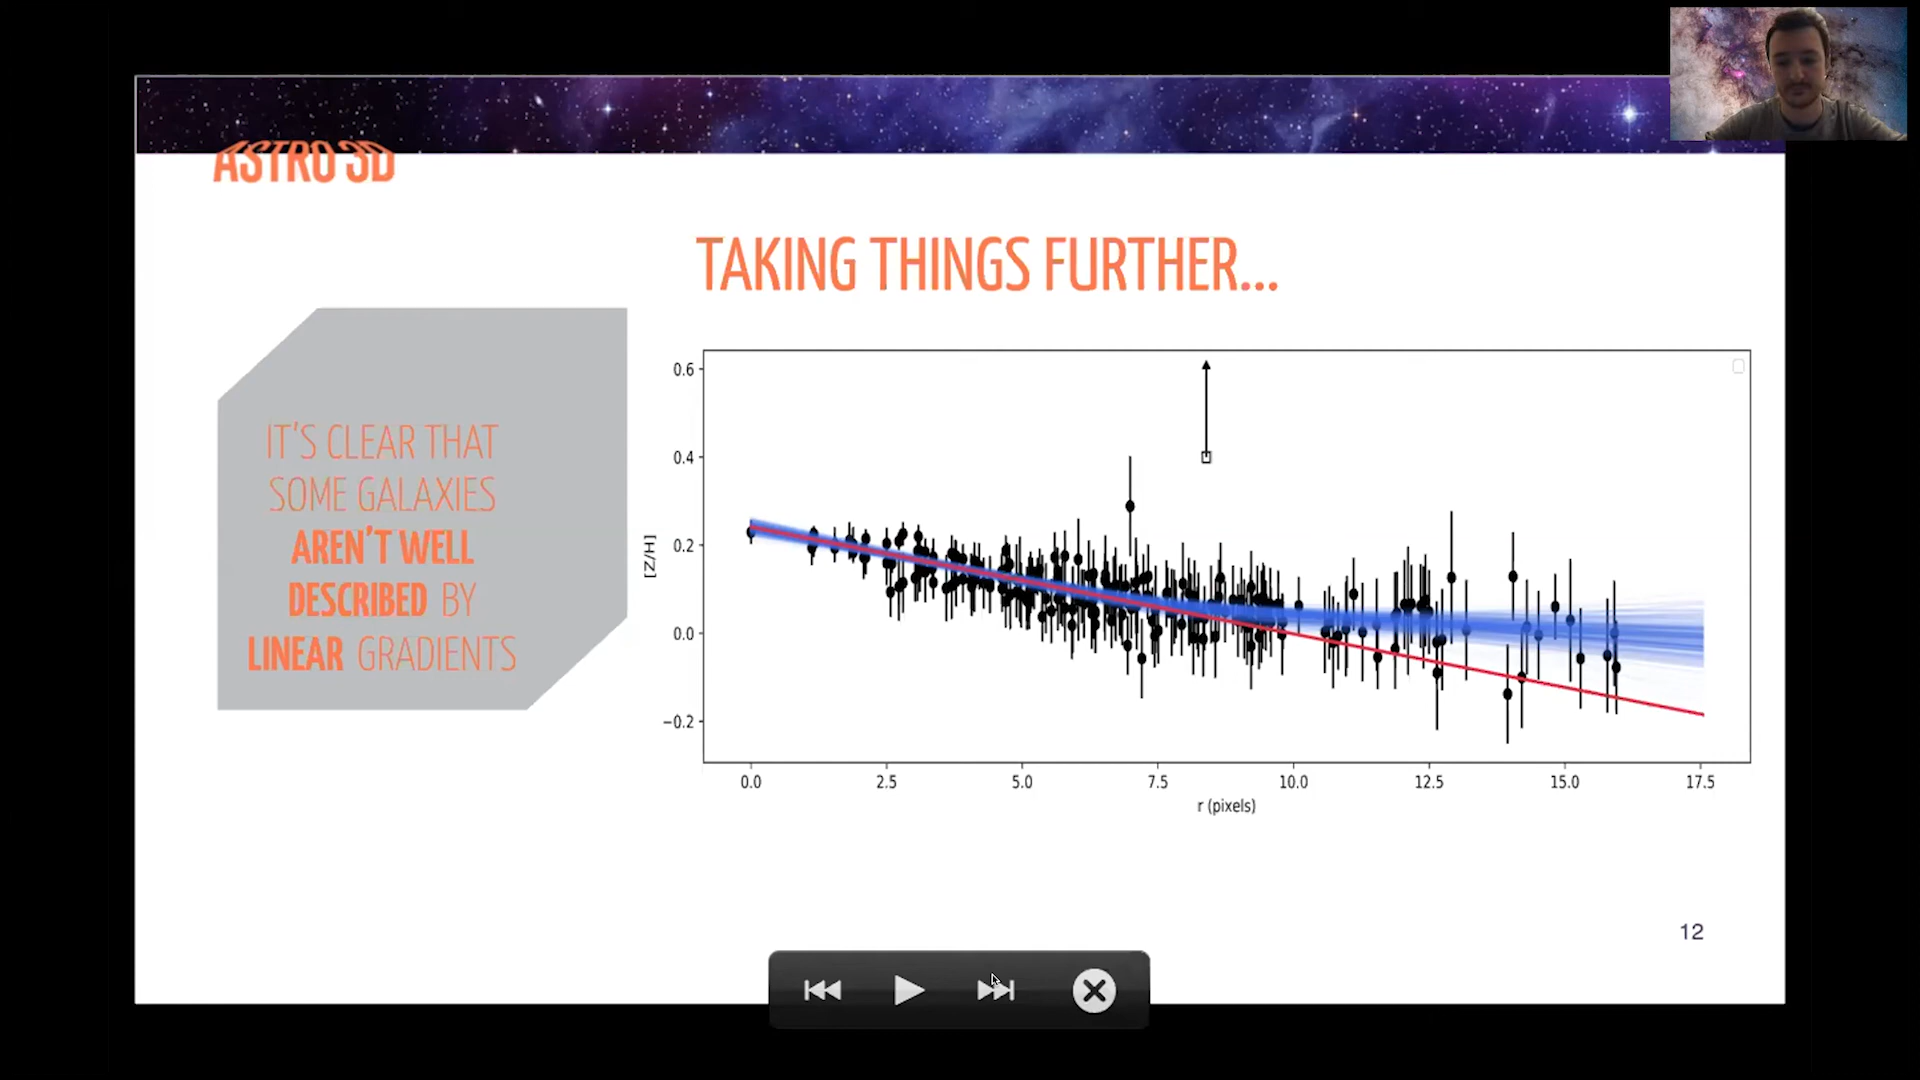 ASTRO 3D
TAKING THINGS FURTHER...
IT'S CLEAR THAT
SOME GALAXIES
AREN'T WELL
DESCRIBED BY
LINEAR GRADIENTS
0.6
0.4
0.2
0.0
−0.2
[Z/H]
0.0 2.5 5.0 7.5 10.0 12.5 15.0 17.5
r (pixels)
12